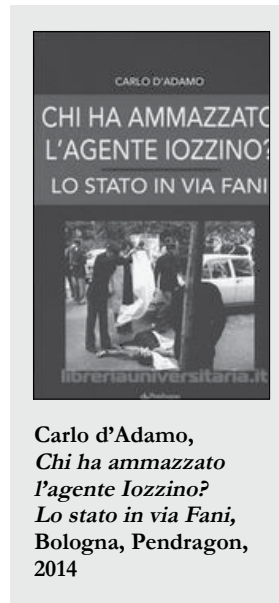 CARLO D'ADAMO
CHI HA AMMAZZATO
L'AGENTE IOZZINO?
LO STATO IN VIA FANI
libreriauniversitaria.it
Pendragon
Carlo d'Adamo,
Chi ha ammazzato
l'agente Iozzino?
Lo stato in via Fani,
Bologna, Pendragon,
2014